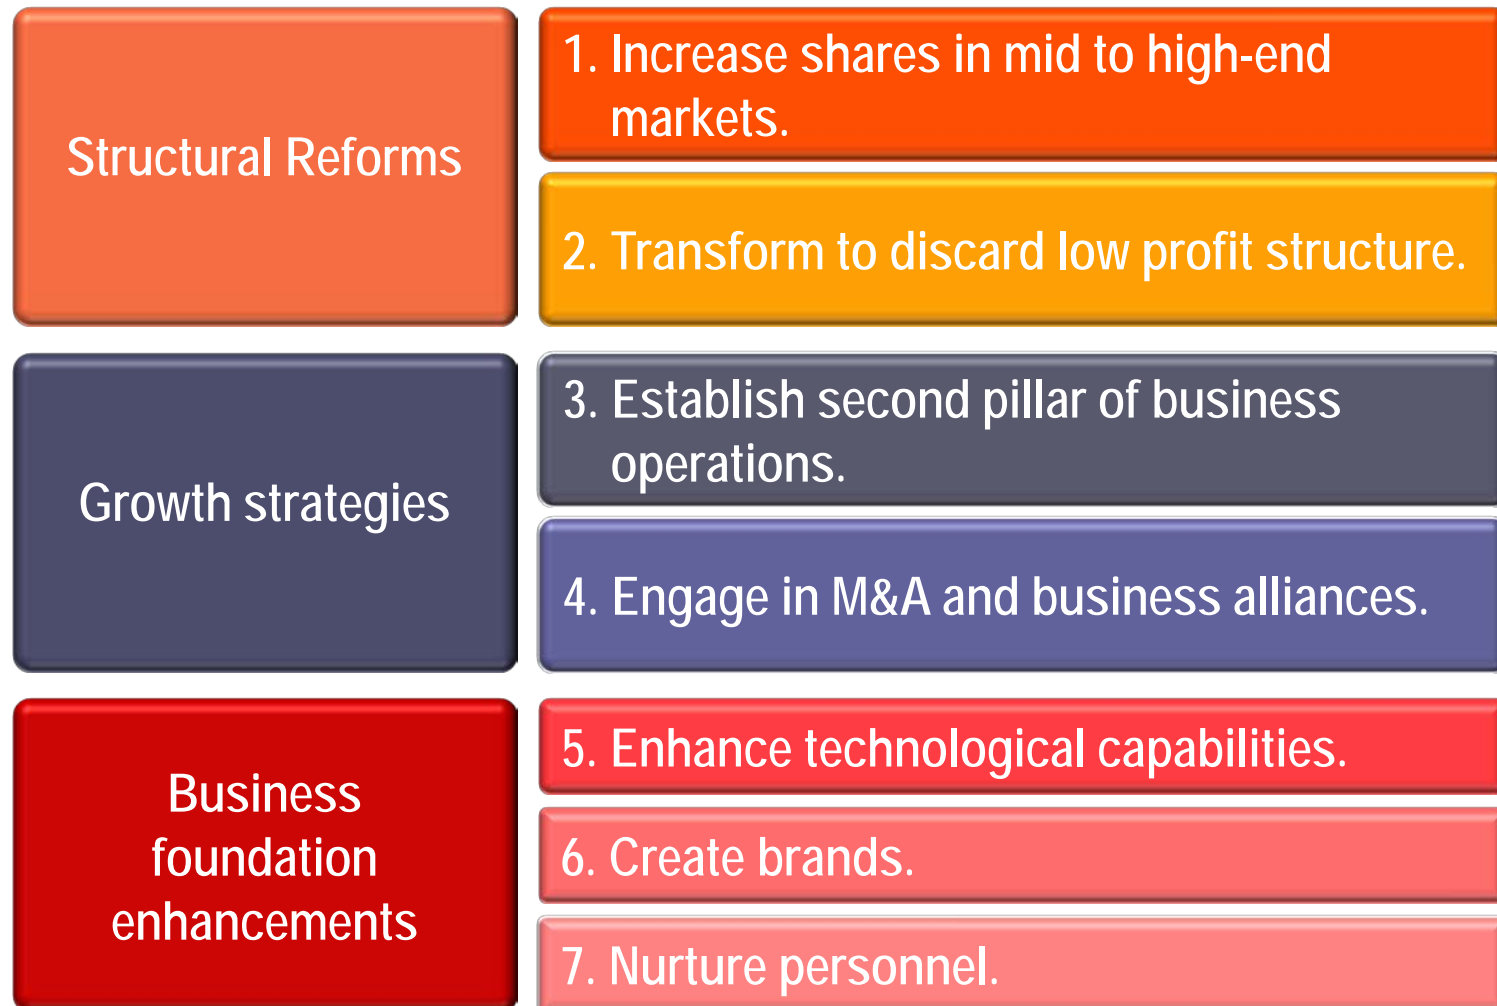 Structural Reforms
1. Increase shares in mid to high-end
markets.
2. Transform to discard low profit structure.
Growth strategies
3. Establish second pillar of business
operations.
4. Engage in M&A and business alliances.
Business
foundation
enhancements
5. Enhance technological capabilities.
6. Create brands.
7. Nurture personnel.